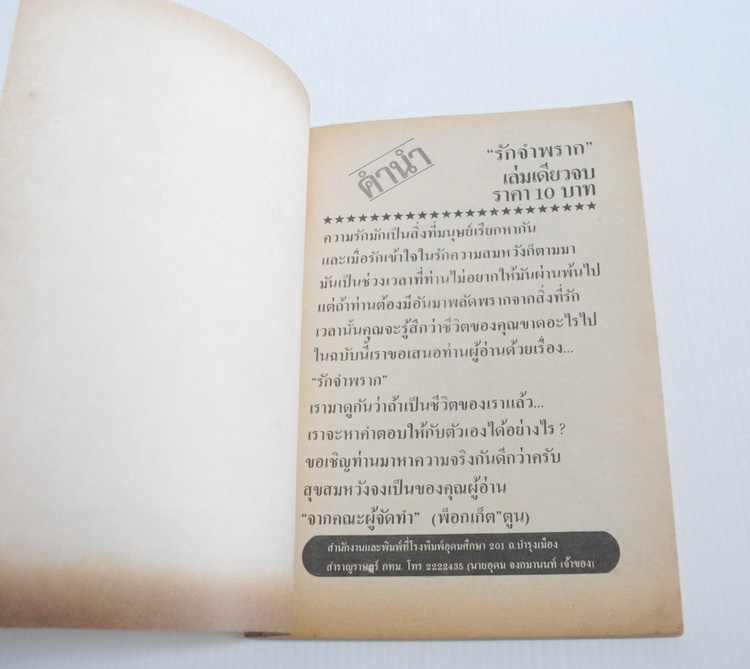 คำนำ
"รักจำพราก"
เล่มเดียวจบ
ราคา 10 บาท
ความรักมักเป็นสิ่งที่มนุษย์เรียกหากัน
และเมื่อรักเข้าใจในรักความสมหวังก็ตามมา
มันเป็นช่วงเวลาที่ท่านไม่อยากให้มันผ่านพ้นไป
แต่ถ้าท่านต้องมีอันมาพลัดพรากจากสิ่งที่รัก
เวลานั้นคุณจะรู้สึกว่าชีวิตของคุณขาดอะไรไป
ในฉบับนี้เราขอเสนอท่านผู้อ่านด้วยเรื่อง...
"รักจำพราก"
เรามาดูกันว่าถ้าเป็นชีวิตของเราแล้ว...
เราจะหาคำตอบให้กับตัวเองได้อย่างไร ?
ขอเชิญท่านมาหาความจริงกันดีกว่าครับ
สุขสมหวังจงเป็นของคุณผู้อ่าน
"จากคณะผู้จัดทำ" (พ็อกเก็ต"ตูน)
สำนักงานและพิมพ์ที่โรงพิมพ์อุดมศึกษา 201 ถ.บำรุงเมือง
สำราญราษฎร์ กทม. โทร 2222435 (นายอุดม จงกมานนท์ เจ้าของ)